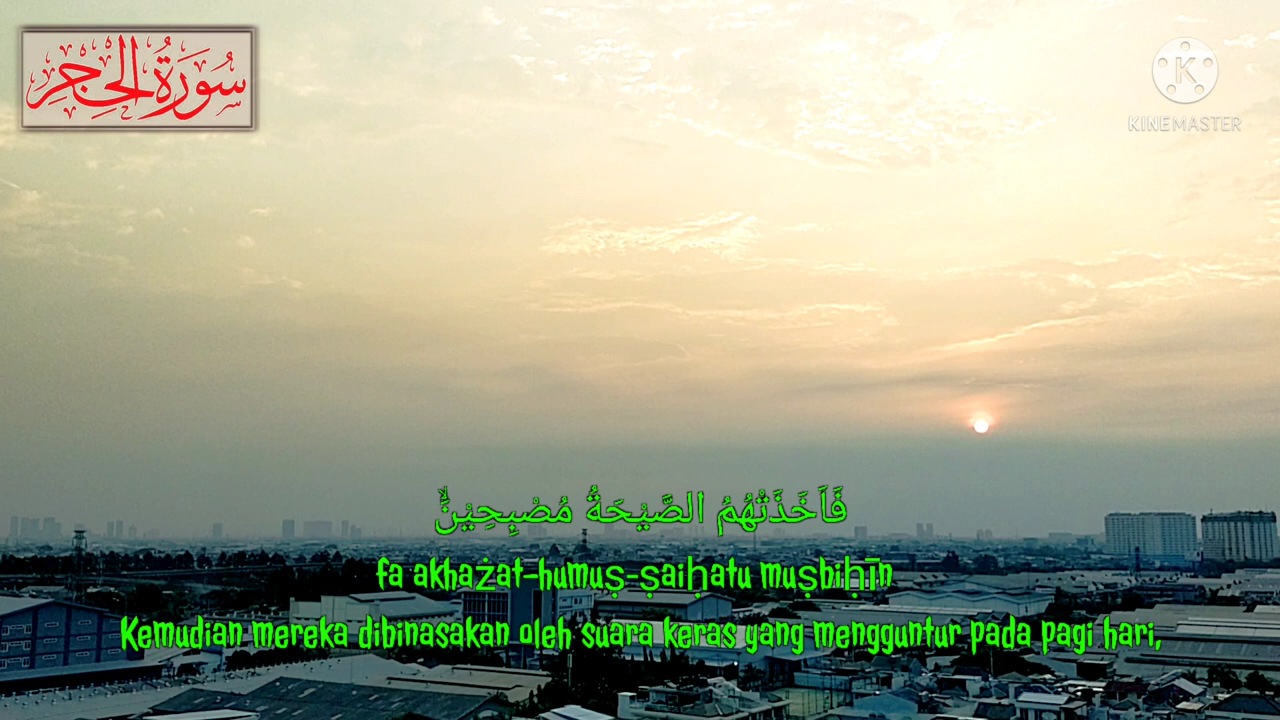 سُورَةُ الحِجرِ
KINEMASTER
فَاَخَذَتْهُمُ الصَّيْحَةُ مُصْبِحِيْنَۙ
fa akhażat-humuṣ-ṣaiḥatu muṣbiḥīn
Kemudian mereka dibinasakan oleh suara keras yang mengguntur pada pagi hari,